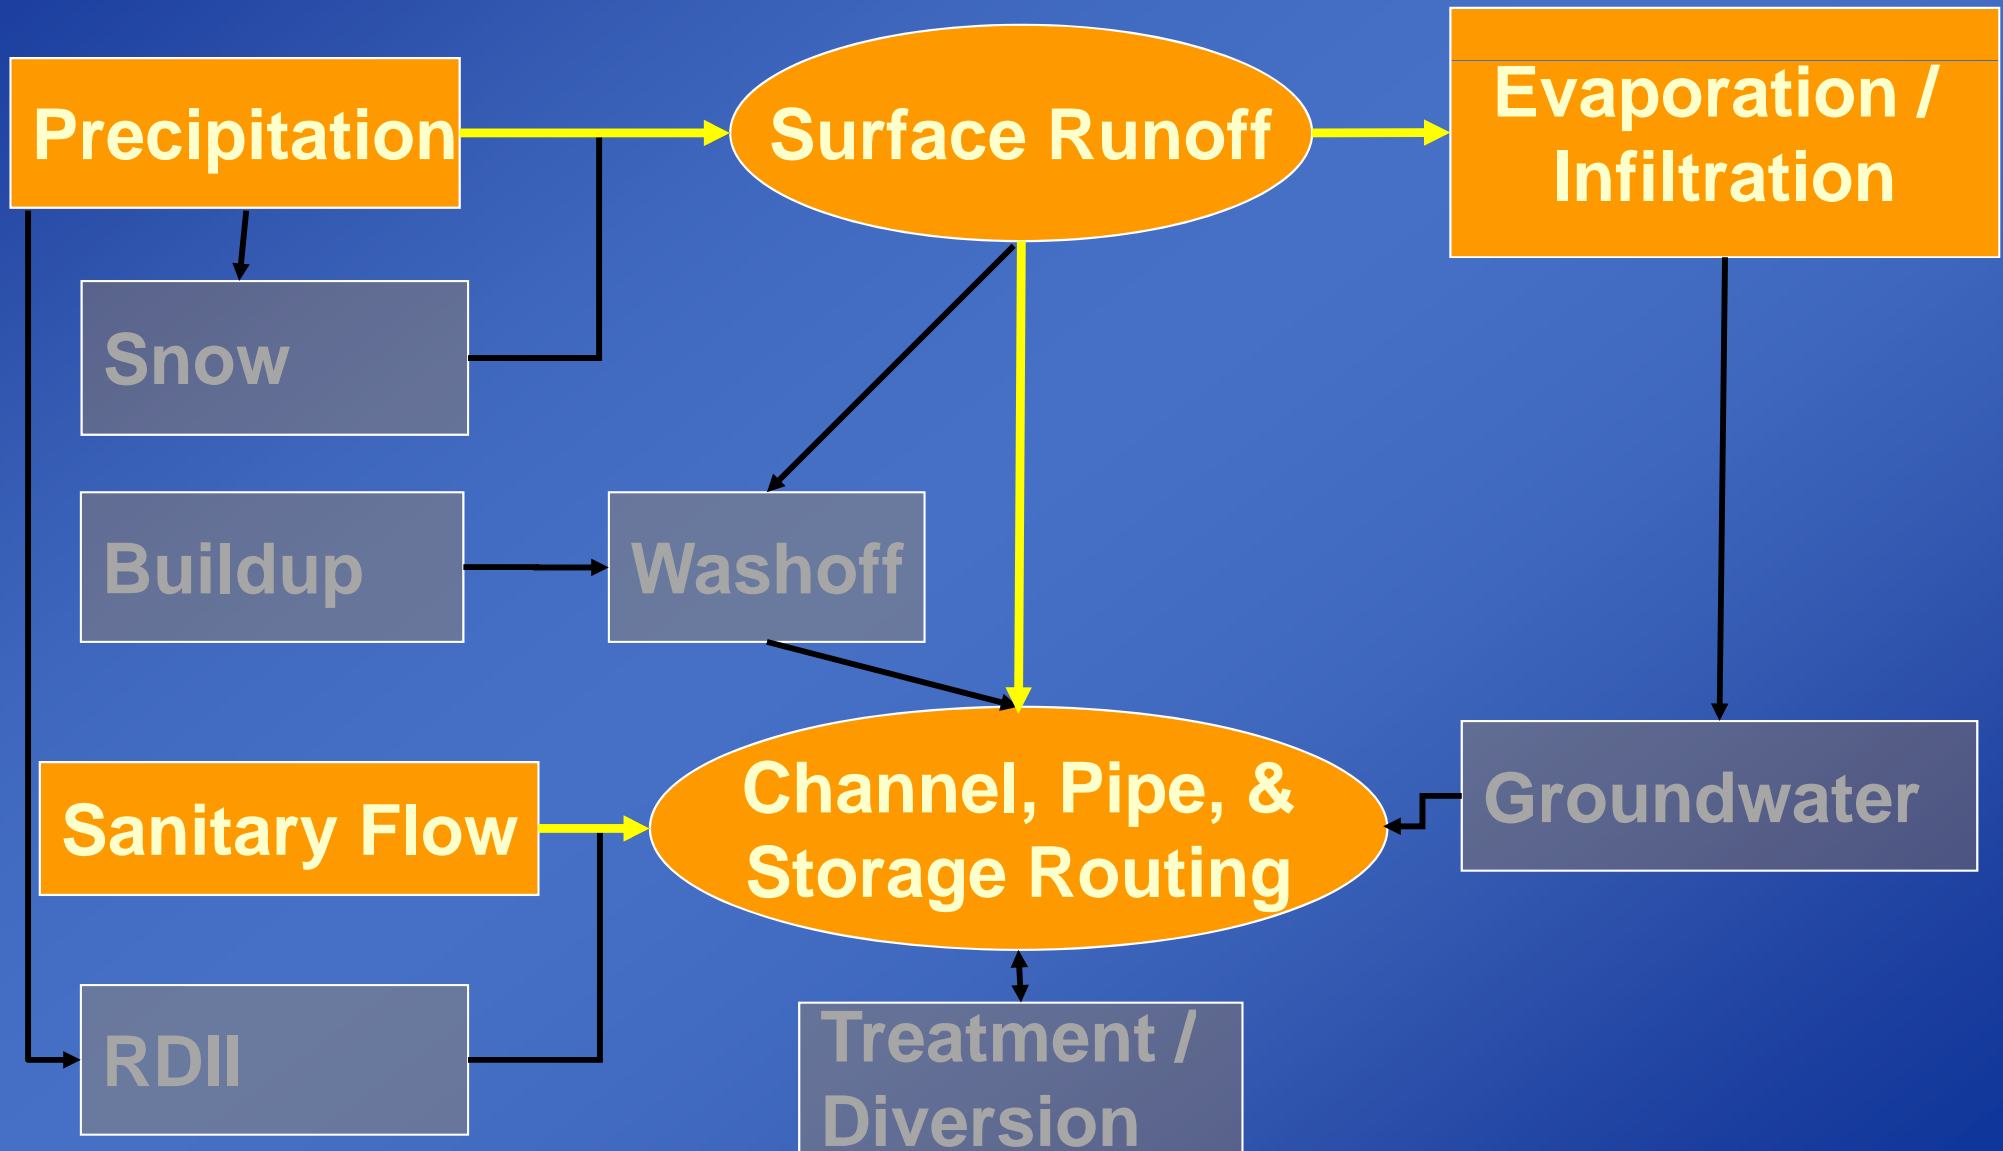 Precipitation
Surface Runoff
Evaporation /
Infiltration
Snow
Buildup
Washoff
Sanitary Flow
Channel, Pipe, &
Storage Routing
Groundwater
RDII
Treatment /
Diversion